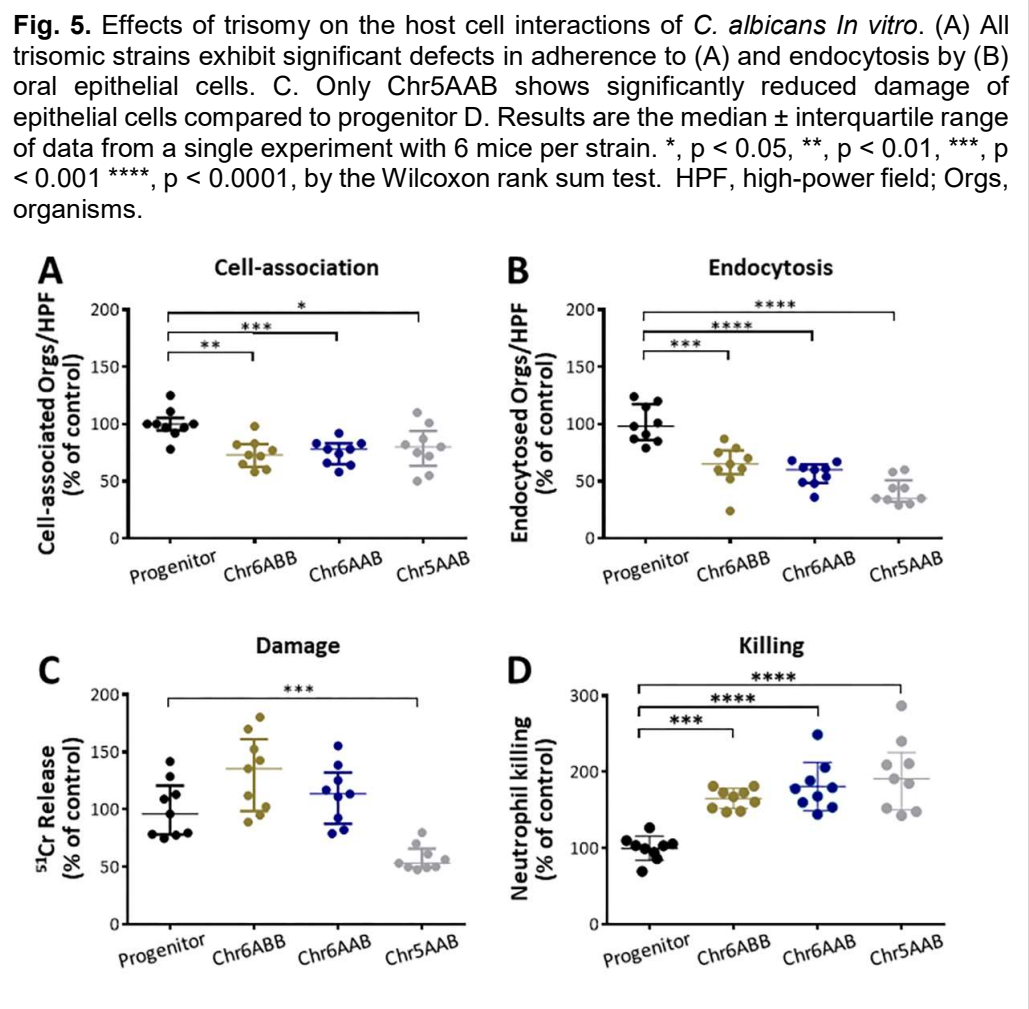 Fig. 5. Effects of trisomy on the host cell interactions of C. albicans In vitro. (A) All
trisomic strains exhibit significant defects in adherence to (A) and endocytosis by (B)
oral epithelial cells. C. Only Chr5AAB shows significantly reduced damage of
epithelial cells compared to progenitor D. Results are the median ± interquartile range
of data from a single experiment with 6 mice per strain. *, p < 0.05, **, p < 0.01, ***, p
< 0.001 ****, p < 0.0001, by the Wilcoxon rank sum test. HPF, high-power field; Orgs,
organisms.
A
Cell-association
Cell-associated Orgs/HPF
(% of control)
200
150
100
50
0
*
***
**
Progenitor
Chr6ABB
Chr6AAB
Chr5AAB
B
Endocytosis
Endocytosed Orgs/HPF
(% of control)
200
150
100
50
0
****
****
***
Progenitor
Chr6ABB
Chr6AAB
Chr5AAB
C
Damage
⁵¹Cr Release
(% of control)
200
150
100
50
0
***
Progenitor
Chr6ABB
Chr6AAB
Chr5AAB
D
Killing
Neutrophil killing
(% of control)
300
200
100
0
****
****
***
Progenitor
Chr6ABB
Chr6AAB
Chr5AAB